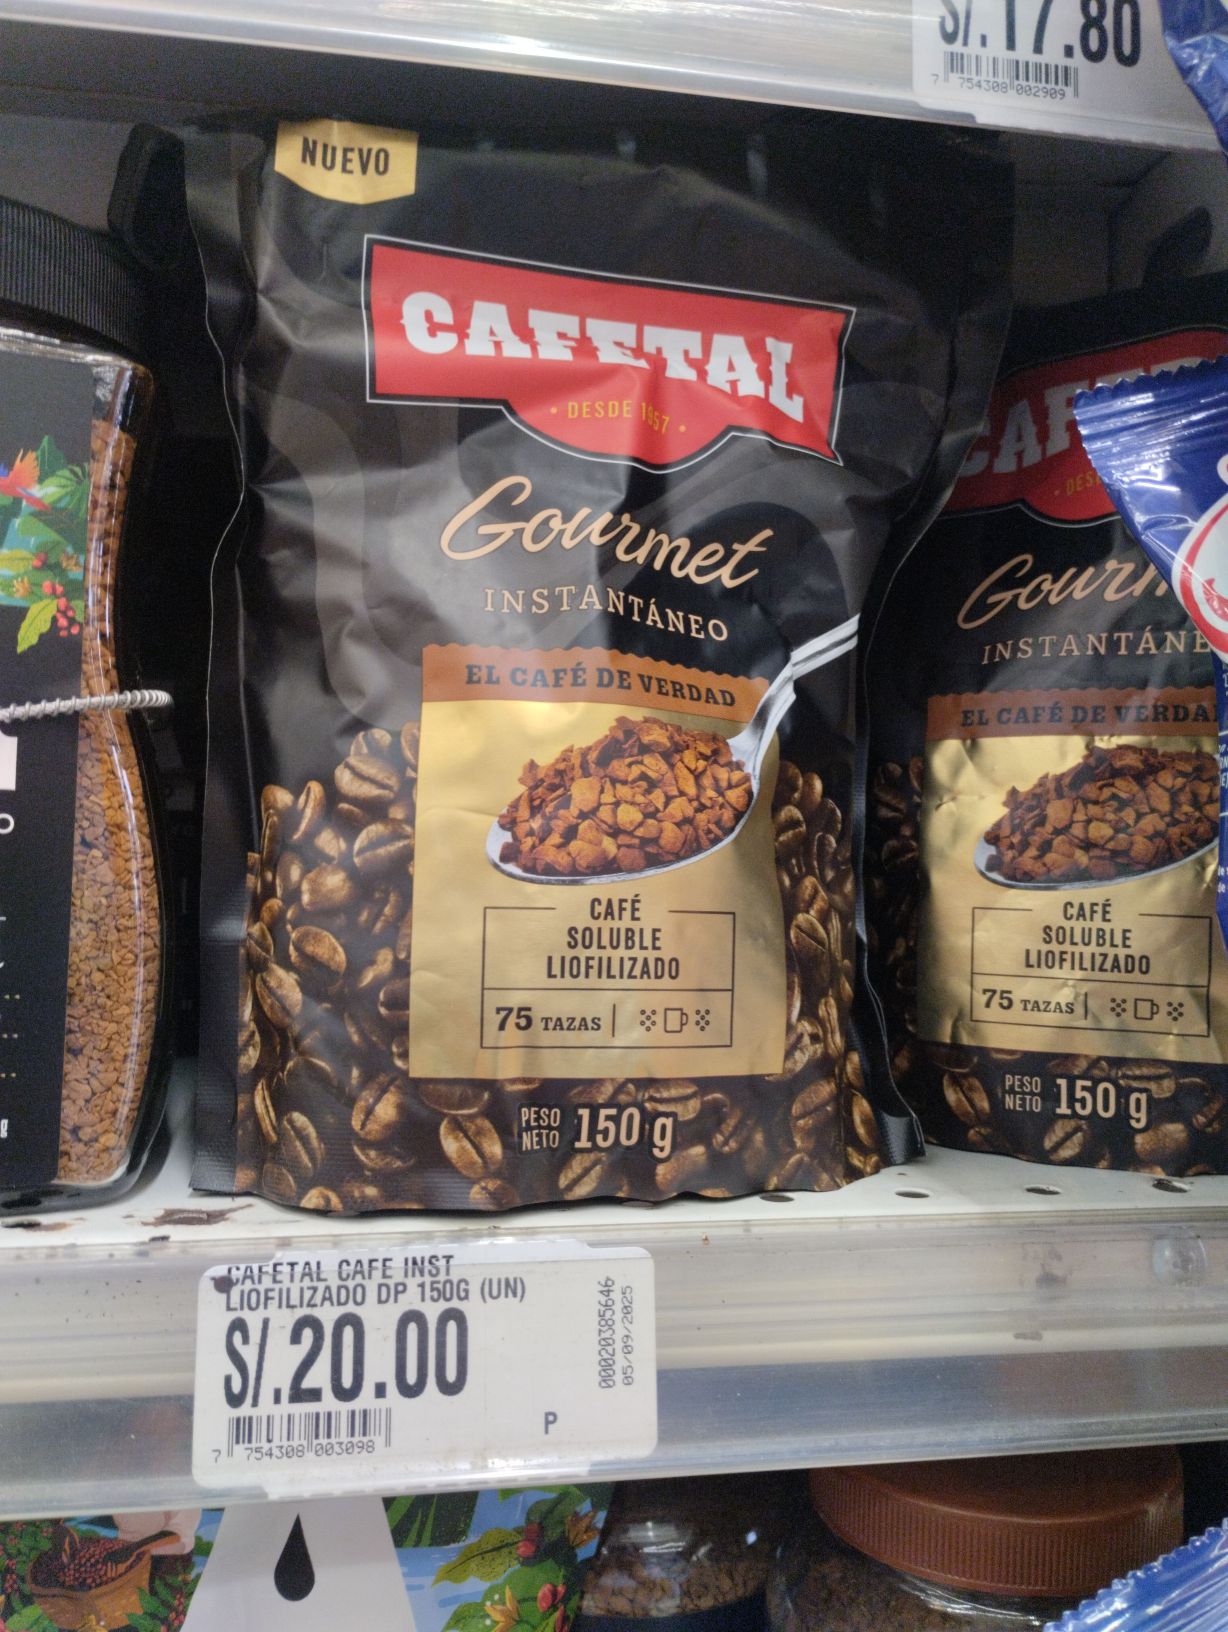 S/.17.80
7 754308 002909
NUEVO
CAFETAL
• DESDE 1957 •
Gourmet
INSTANTÁNEO
EL CAFÉ DE VERDAD
CAFÉ
SOLUBLE
LIOFILIZADO
75 TAZAS
PESO
NETO 150 g
INSTANTÁNE
EL CAFÉ DE VERDA
CAFÉ
SOLUBLE
LIOFILIZADO
75 TAZAS
PESO
NETO 150 g
CAFETAL CAFE INST
LIOFILIZADO DP 150G (UN)
S/.20.00
7 754308 003098
P
00020385646
05/09/2025